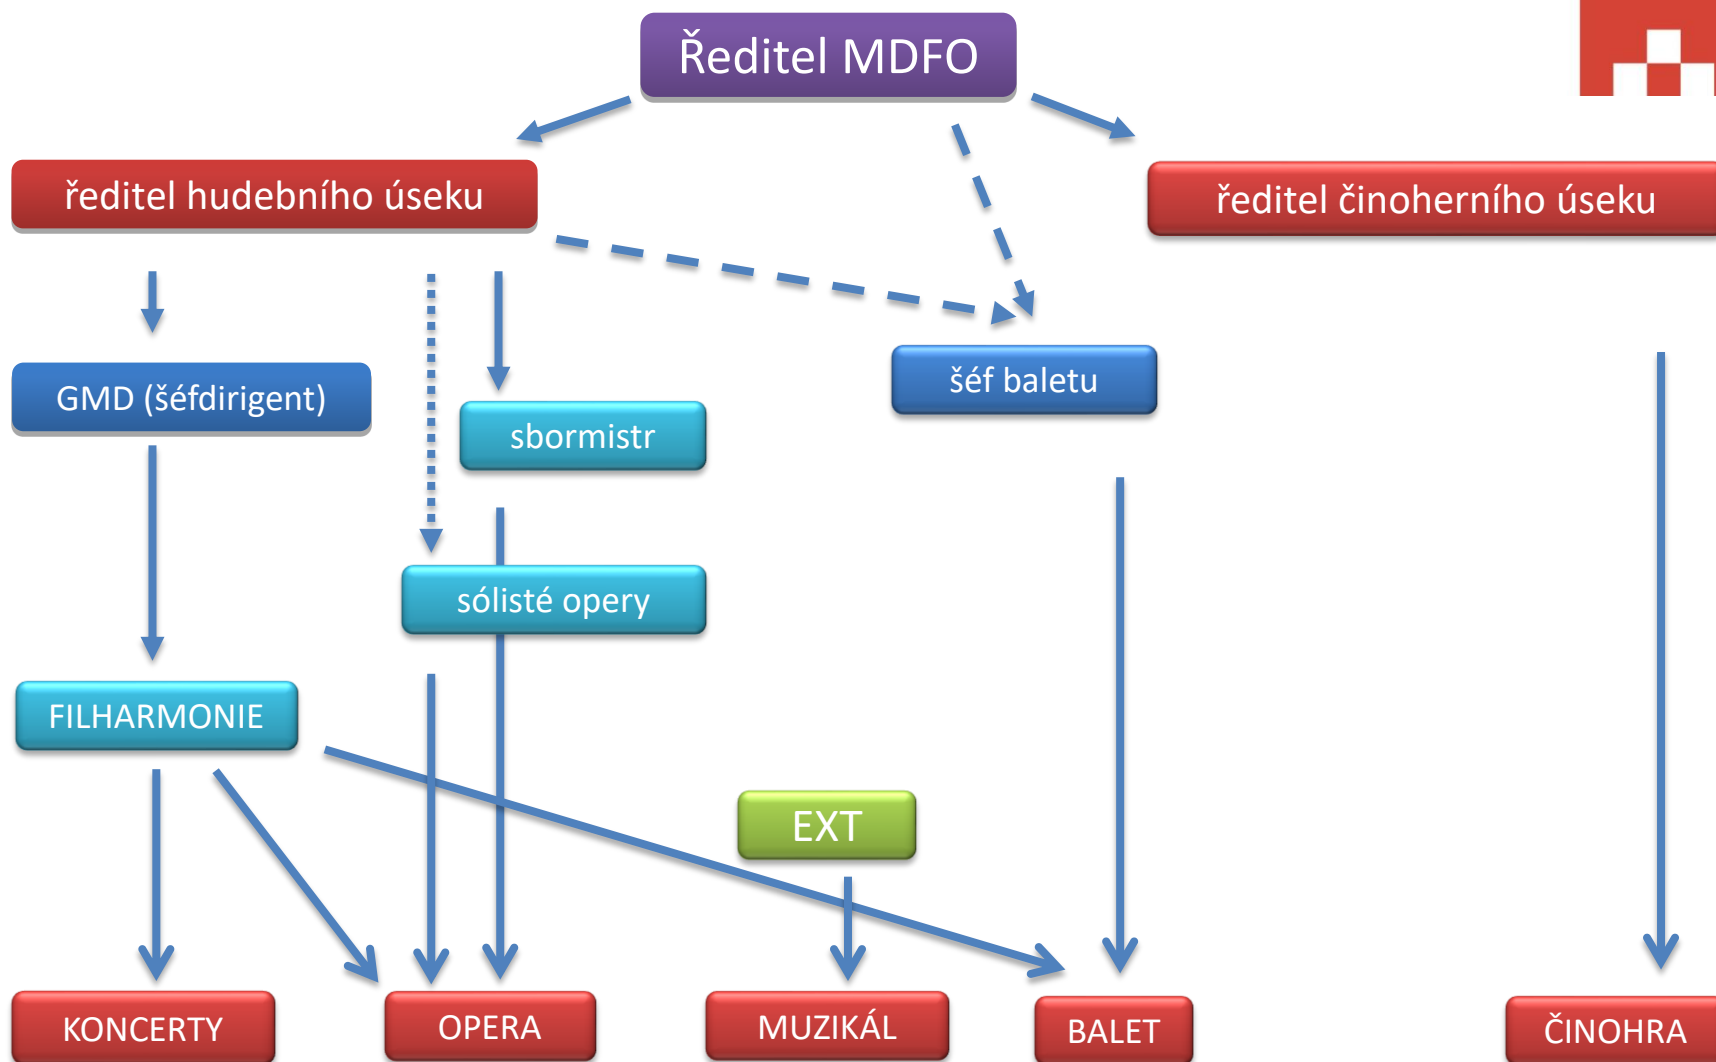 Ředitel MDFO
ředitel hudebního úseku
ředitel činoherního úseku
GMD (šéfdirigent)
šéf baletu
sbormistr
sólisté opery
FILHARMONIE
EXT
KONCERTY
OPERA
MUZIKÁL
BALET
ČINOHRA